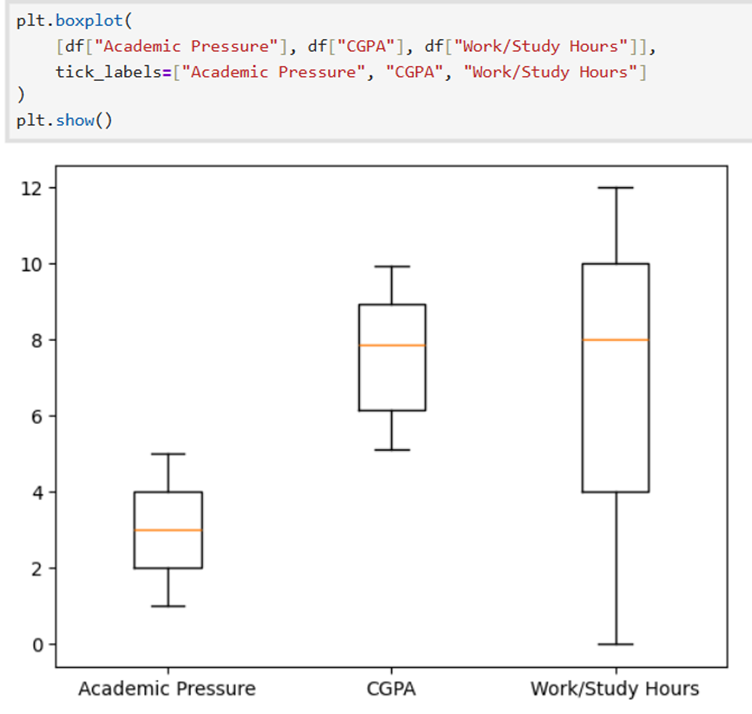 plt.boxplot(
    [df["Academic Pressure"], df["CGPA"], df["Work/Study Hours"]],
    tick_labels=["Academic Pressure", "CGPA", "Work/Study Hours"]
)
plt.show()
12
10
8
6
4
2
0
Academic Pressure CGPA Work/Study Hours